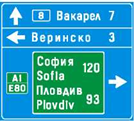 8 Вакарел 7
Веринско 3
A1
E80
София
Sofia 120
Пловдив
Plovdiv 93